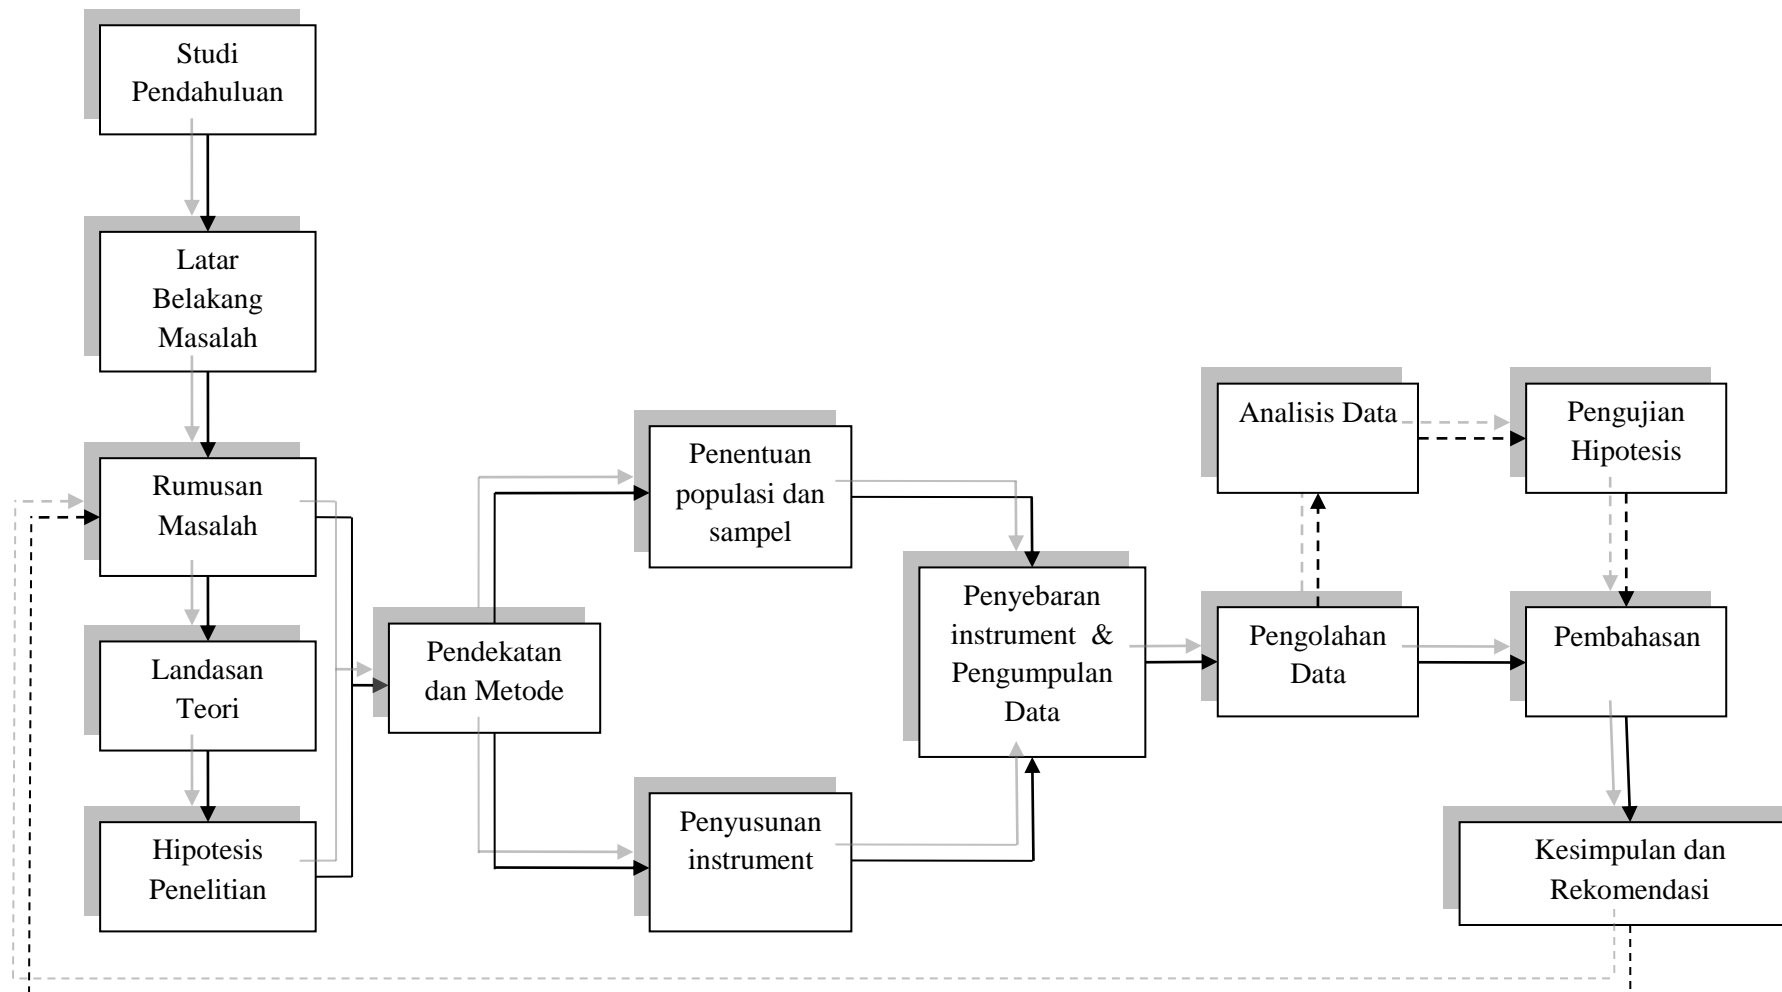 Studi
Pendahuluan
Latar
Belakang
Masalah
Rumusan
Masalah
Landasan
Teori
Hipotesis
Penelitian
Pendekatan
dan Metode
Penentuan
populasi dan
sampel
Penyusunan
instrument
Penyebaran
instrument &
Pengumpulan
Data
Analisis Data
Pengolahan
Data
Pengujian
Hipotesis
Pembahasan
Kesimpulan dan
Rekomendasi